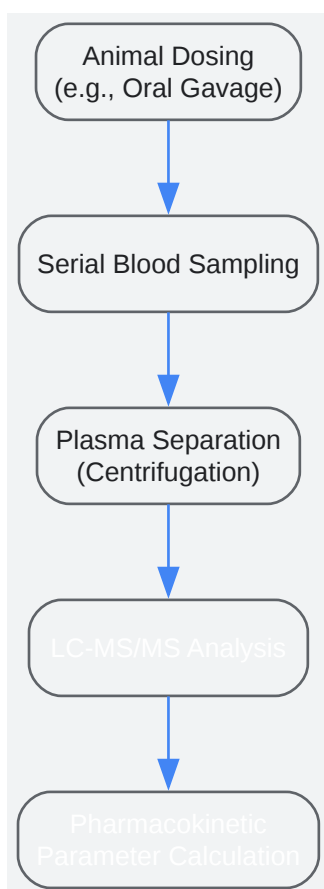 Animal Dosing
(e.g., Oral Gavage)
Serial Blood Sampling
Plasma Separation
(Centrifugation)
LC-MS/MS Analysis
Pharmacokinetic
Parameter Calculation